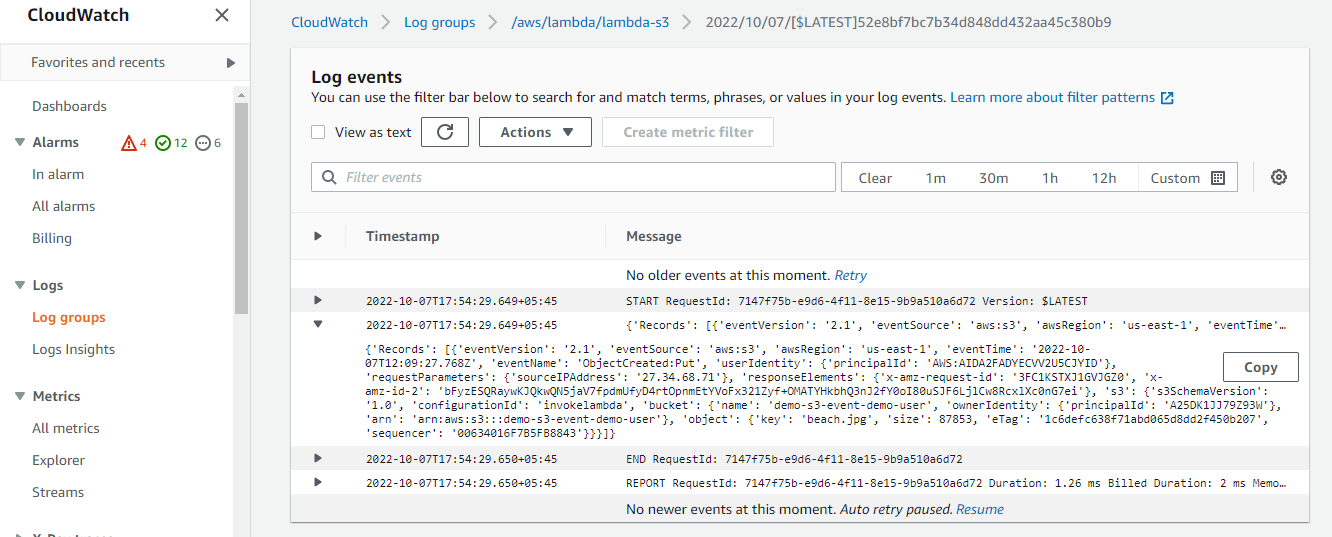 CloudWatch
Favorites and recents
Dashboards
Alarms 4 12 6
In alarm
All alarms
Billing
Logs
Log groups
Logs Insights
Metrics
All metrics
Explorer
Streams
CloudWatch > Log groups > /aws/lambda/lambda-s3 > 2022/10/07/[$LATEST]52e8bf7bc7b34d848dd432aa45c380b9
Log events
You can use the filter bar below to search for and match terms, phrases, or values in your log events. Learn more about filter patterns
View as text Actions Create metric filter
Filter events Clear 1m 30m 1h 12h Custom
Timestamp Message
No older events at this moment. Retry
2022-10-07T17:54:29.649+05:45 START RequestId: 7147f75b-e9d6-4f11-8e15-9b9a510a6d72 Version: $LATEST
2022-10-07T17:54:29.649+05:45 {'Records': [{'eventVersion': '2.1', 'eventSource': 'aws:s3', 'awsRegion': 'us-east-1', 'eventTime'...
{'Records': [{'eventVersion': '2.1', 'eventSource': 'aws:s3', 'awsRegion': 'us-east-1', 'eventTime': '2022-10-
07T12:09:27.768Z', 'eventName': 'ObjectCreated:Put', 'userIdentity': {'principalId': 'AWS:AIDA2FADYECVV2U5CJYID'},
'requestParameters': {'sourceIPAddress': '27.34.68.71'}, 'responseElements': {'x-amz-request-id': '3FC1KSTXJ1GVJGZ0', 'x-
amz-id-2': 'bFyzESQRaywKJQkwQN5jaV7fpdmUfyD4rtOpnmEtYVoFx321Zyf+OMATYHkbhQ3nJ2fY0oI80uSJF6LjlCw8RcxlXc0nG7ei'}, 's3': {'s3SchemaVersion':
'1.0', 'configurationId': 'invokelambda', 'bucket': {'name': 'demo-s3-event-demo-user', 'ownerIdentity': {'principalId': 'A25DK1JJ79Z93W'},
'arn': 'arn:aws:s3:::demo-s3-event-demo-user'}, 'object': {'key': 'beach.jpg', 'size': 87853, 'eTag': '1c6defc638f71abd065d8dd2f450b207',
'sequencer': '00634016F7B5FB8843'}}}]}
Copy
2022-10-07T17:54:29.650+05:45 END RequestId: 7147f75b-e9d6-4f11-8e15-9b9a510a6d72
2022-10-07T17:54:29.650+05:45 REPORT RequestId: 7147f75b-e9d6-4f11-8e15-9b9a510a6d72 Duration: 1.26 ms Billed Duration: 2 ms Memo...
No newer events at this moment. Auto retry paused. Resume